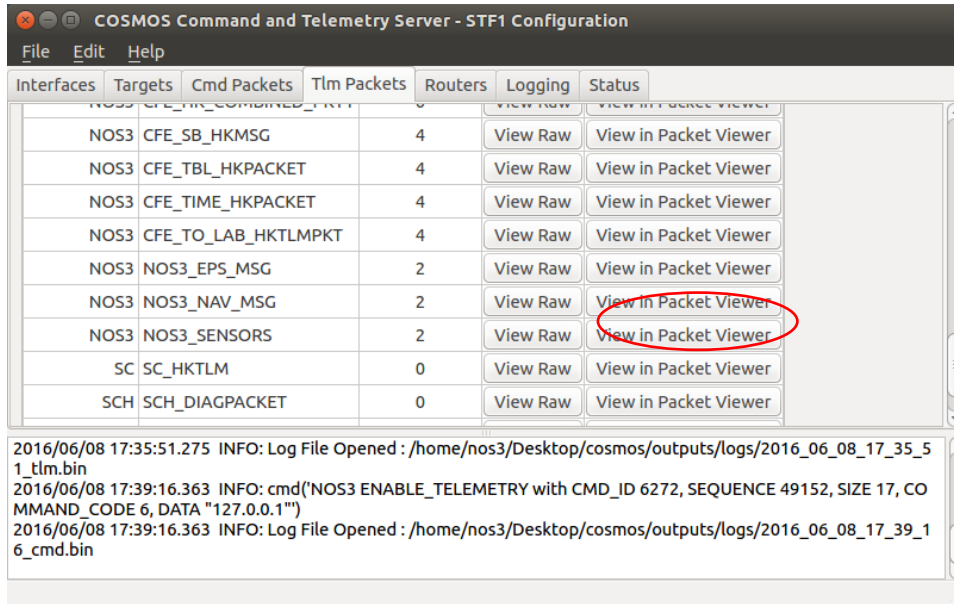 COSMOS Command and Telemetry Server - STF1 Configuration
File Edit Help
Interfaces Targets Cmd Packets Tlm Packets Routers Logging Status
NOS3 CFE_SB_HKMSG 4 View Raw View in Packet Viewer
NOS3 CFE_TBL_HKPACKET 4 View Raw View in Packet Viewer
NOS3 CFE_TIME_HKPACKET 4 View Raw View in Packet Viewer
NOS3 CFE_TO_LAB_HKTLMPKT 4 View Raw View in Packet Viewer
NOS3 NOS3_EPS_MSG 2 View Raw View in Packet Viewer
NOS3 NOS3_NAV_MSG 2 View Raw View in Packet Viewer
NOS3 NOS3_SENSORS 2 View Raw View in Packet Viewer
SC SC_HKTLM 0 View Raw View in Packet Viewer
SCH SCH_DIAGPACKET 0 View Raw View in Packet Viewer
2016/06/08 17:35:51.275 INFO: Log File Opened : /home/nos3/Desktop/cosmos/outputs/logs/2016_06_08_17_35_5
1_tlm.bin
2016/06/08 17:39:16.363 INFO: cmd('NOS3 ENABLE_TELEMETRY with CMD_ID 6272, SEQUENCE 49152, SIZE 17, CO
MMAND_CODE 6, DATA "127.0.0.1"')
2016/06/08 17:39:16.363 INFO: Log File Opened : /home/nos3/Desktop/cosmos/outputs/logs/2016_06_08_17_39_1
6_cmd.bin